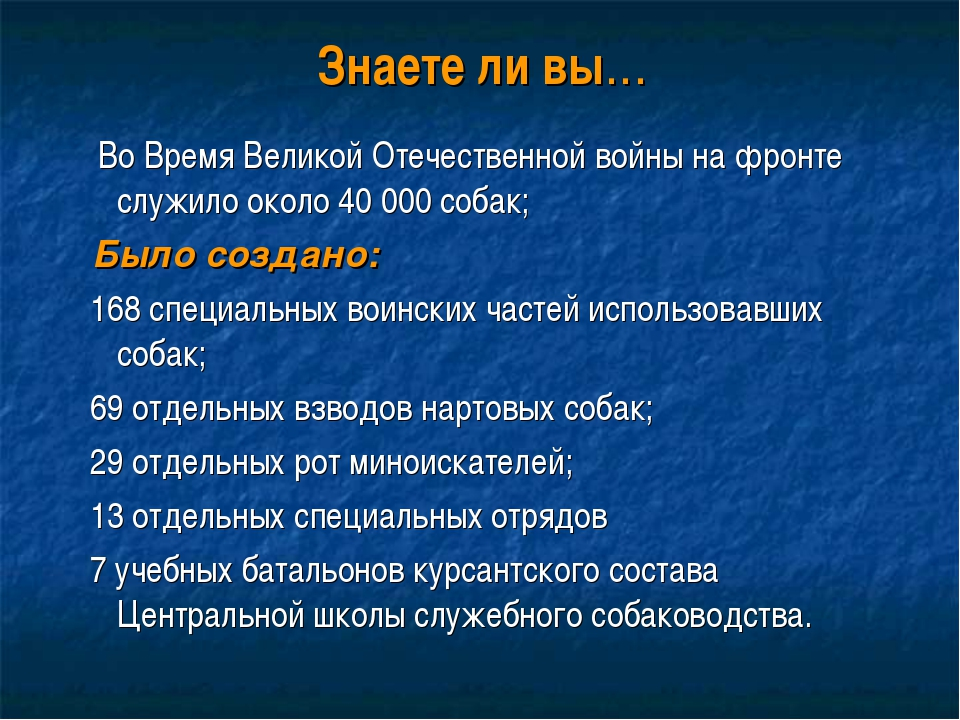 Знаете ли вы…
Во Время Великой Отечественной войны на фронте
служило около 40 000 собак;
Было создано:
168 специальных воинских частей использовавших
собак;
69 отдельных взводов нартовых собак;
29 отдельных рот миноискателей;
13 отдельных специальных отрядов
7 учебных батальонов курсантского состава
Центральной школы служебного собаководства.